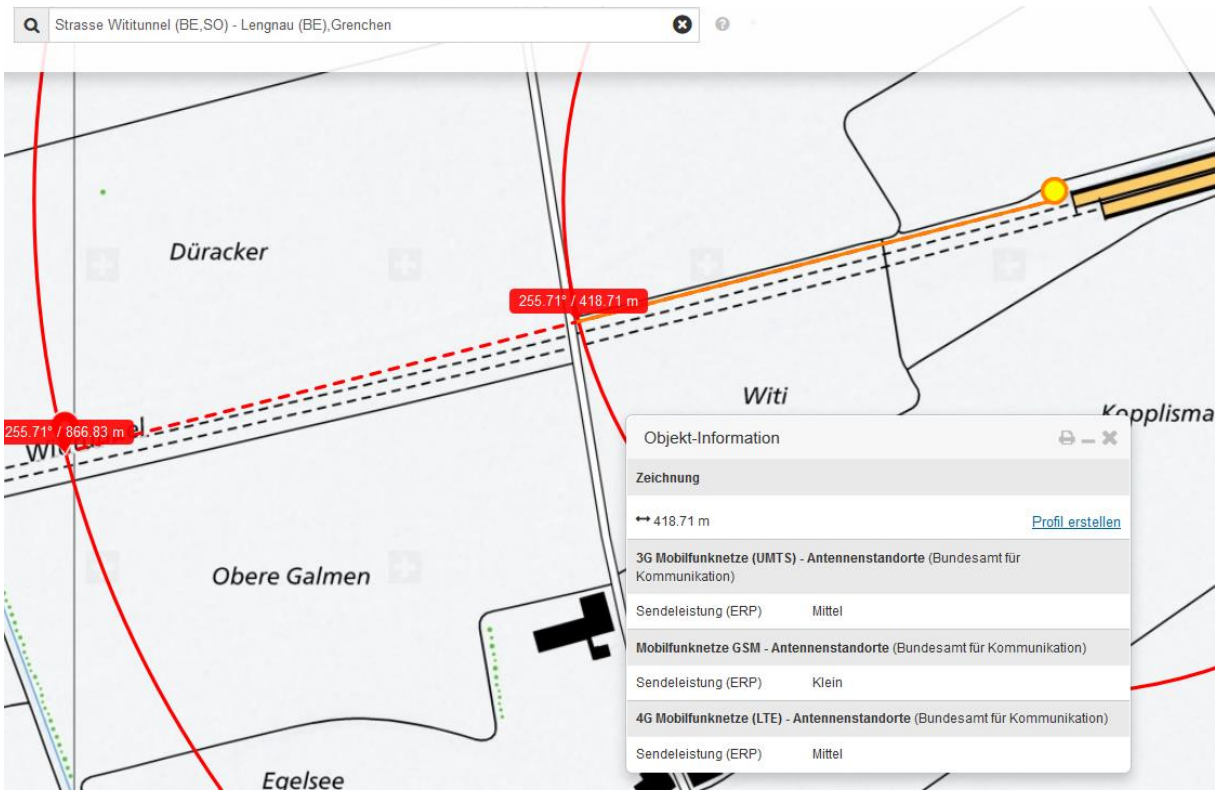 Strasse Wititunnel (BE,SO) - Lengnau (BE),Grenchen
Düracker
255.71° / 418.71 m
Witi
Kopplisma
255.71° / 866.83 m
Obere Galmen
Egelsee
Objekt-Information
Zeichnung
418.71 m
Profil erstellen
3G Mobilfunknetze (UMTS) - Antennenstandorte (Bundesamt für
Kommunikation)
Sendeleistung (ERP) Mittel
Mobilfunknetze GSM - Antennenstandorte (Bundesamt für Kommunikation)
Sendeleistung (ERP) Klein
4G Mobilfunknetze (LTE) - Antennenstandorte (Bundesamt für Kommunikation)
Sendeleistung (ERP) Mittel